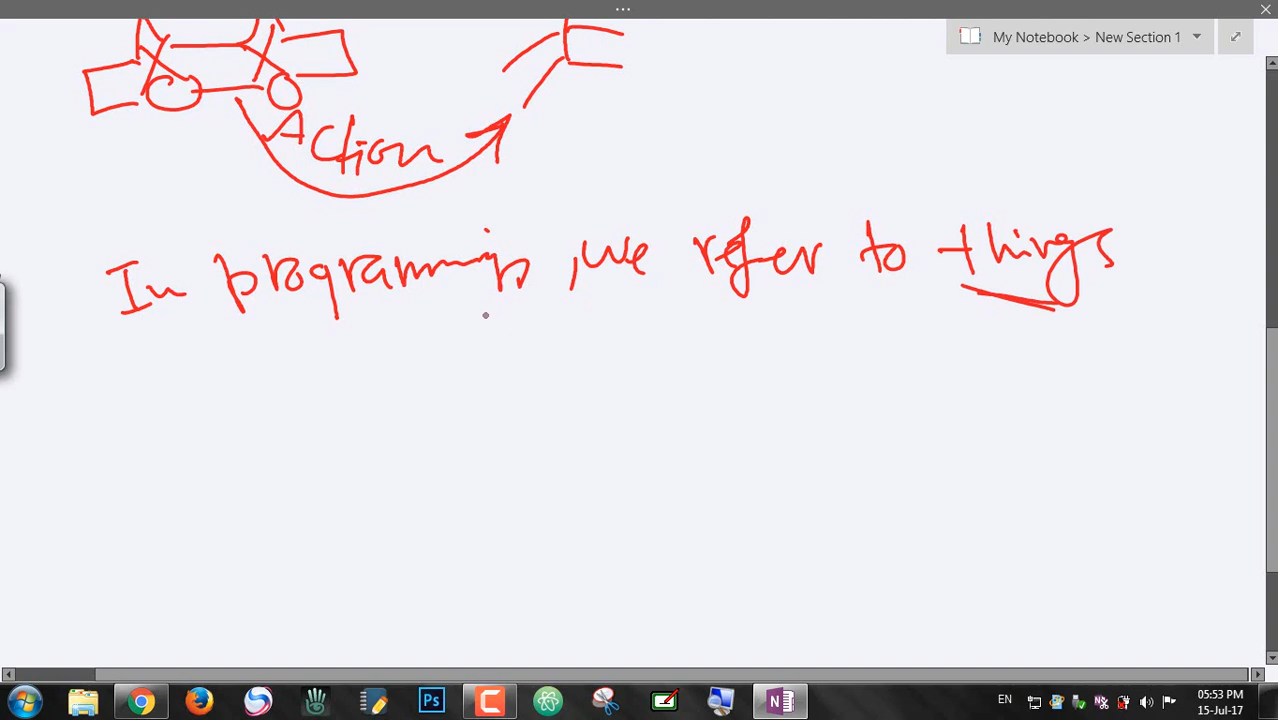 ...
My Notebook > New Section 1
Action
In programming, we refer to things
Ps
N
EN
05:53 PM
15-Jul-17